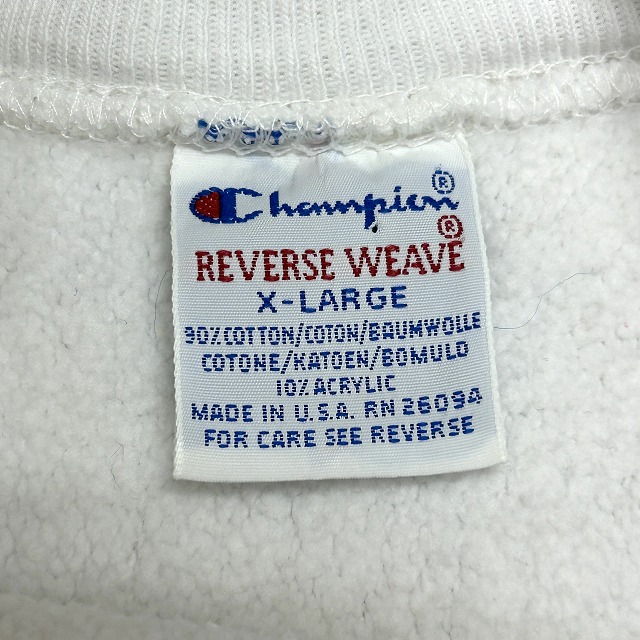 Champion®
REVERSE WEAVE®
X-LARGE
90% COTTON/COTON/BAUMWOLLE
COTONE/KATOEN/BOMULD
10% ACRYLIC
MADE IN U.S.A. RN 26094
FOR CARE SEE REVERSE